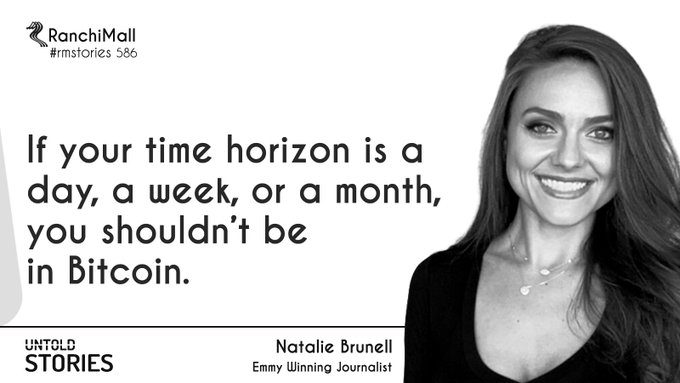 RanchiMall
#rmstories 586
If your time horizon is a
day, a week, or a month,
you shouldn't be
in Bitcoin.
UNTOLD
STORIES
Natalie Brunell
Emmy Winning Journalist